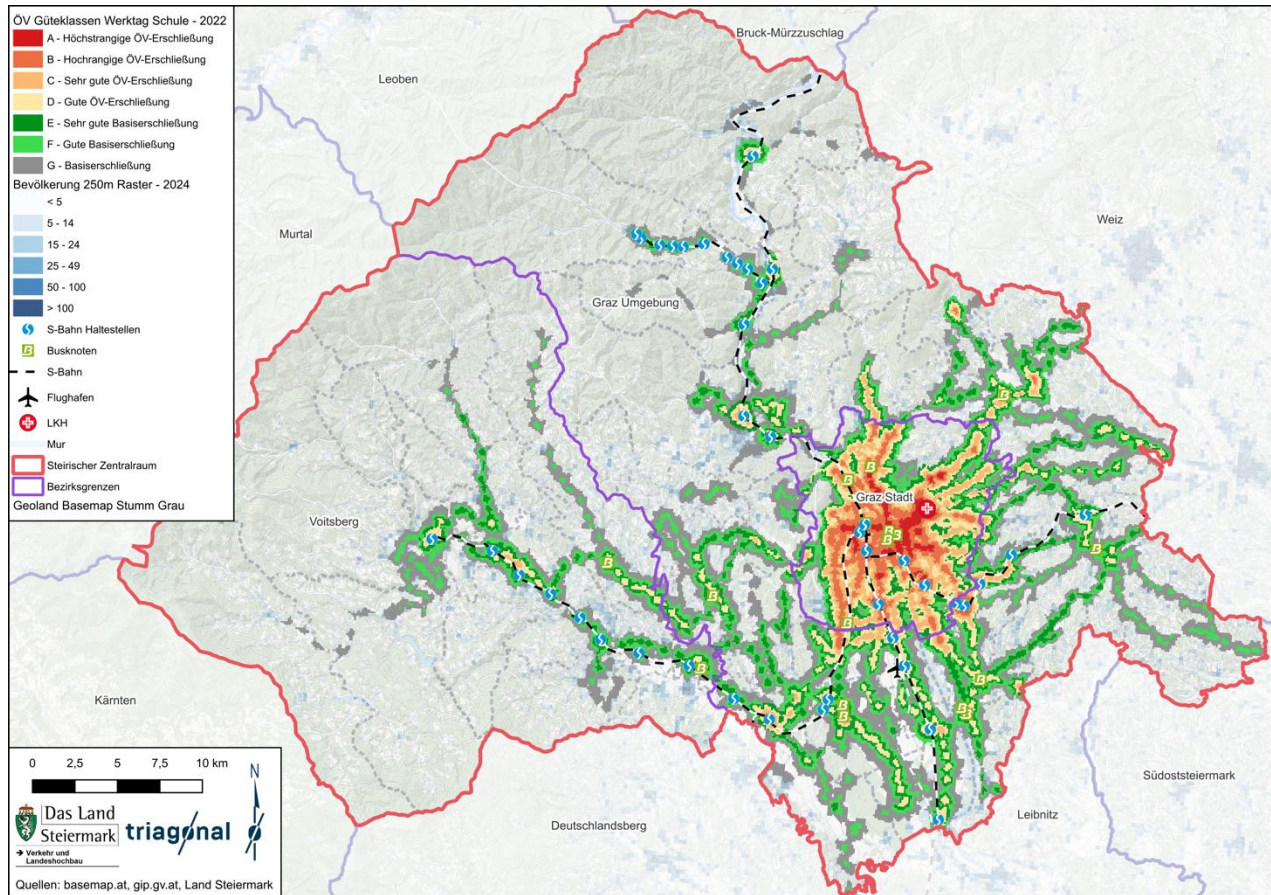 ÖV Güteklassen Werktag Schule - 2022
A - Höchstrangige ÖV-Erschließung
B - Hochrangige ÖV-Erschließung
C - Sehr gute ÖV-Erschließung
D - Gute ÖV-Erschließung
E - Sehr gute Basiserschließung
F - Gute Basiserschließung
G - Basiserschließung
Bevölkerung 250m Raster - 2024
< 5
5 - 14
15 - 24
25 - 49
50 - 100
> 100
S-Bahn Haltestellen
Busknoten
S-Bahn
Flughafen
LKH
Mur
Steirischer Zentralraum
Bezirksgrenzen
Geoland Basemap Stumm Grau
Bruck-Mürzzuschlag
Leoben
Weiz
Murtal
Graz Umgebung
Graz Stadt
Voitsberg
Kärnten
Südoststeiermark
Leibnitz
Deutschlandsberg
0 2,5 5 7,5 10 km
N
Das Land
Steiermark
→ Verkehr und
Landeshochbau
triagonal
Quellen: basemap.at, gip.gv.at, Land Steiermark